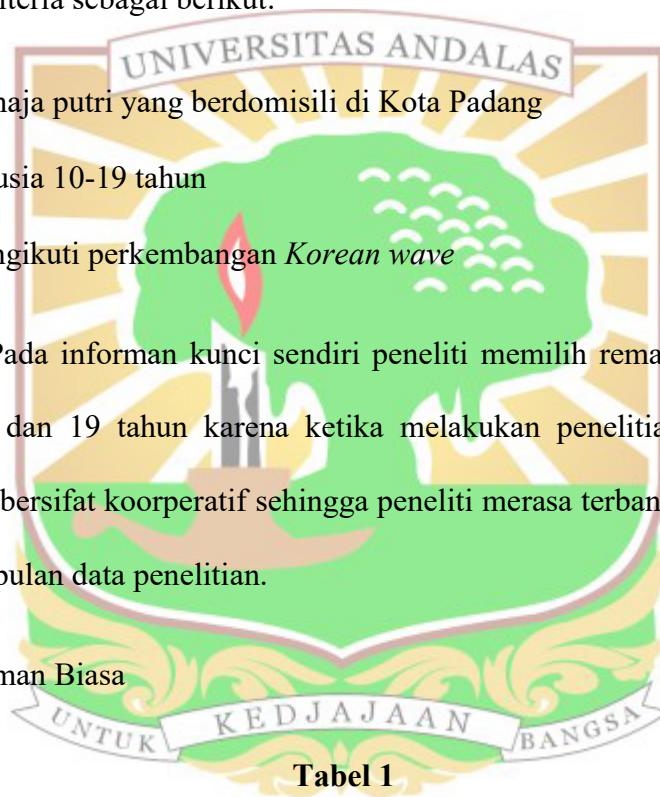 iteria sebagai berikut:
UNIVERSITAS ANDALAS
naja putri yang berdomisili di Kota Padang
usia 10-19 tahun
ngikuti perkembangan Korean wave
Pada informan kunci sendiri peneliti memilih rema
dan 19 tahun karena ketika melakukan penelitia
bersifat koorperatif sehingga peneliti merasa terban
pulan data penelitian.
man Biasa
UNTUK KEDJAJAAN BANGSA
Tabel 1